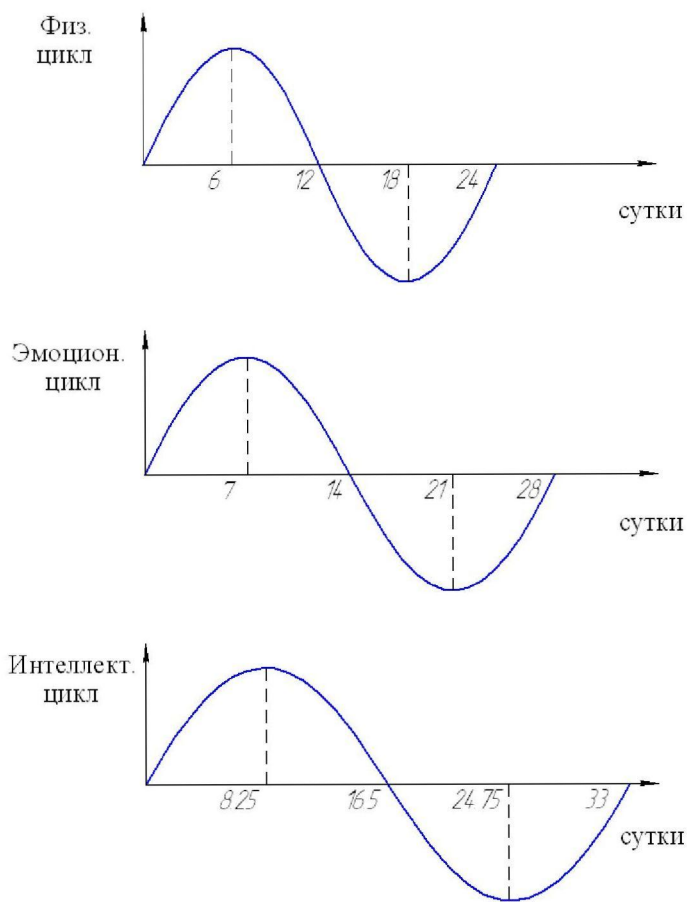 Физ.
цикл
6 12 18 24
сутки
Эмоцион.
цикл
7 14 21 28
сутки
Интеллект.
цикл
8.25 16.5 24.75 33
сутки